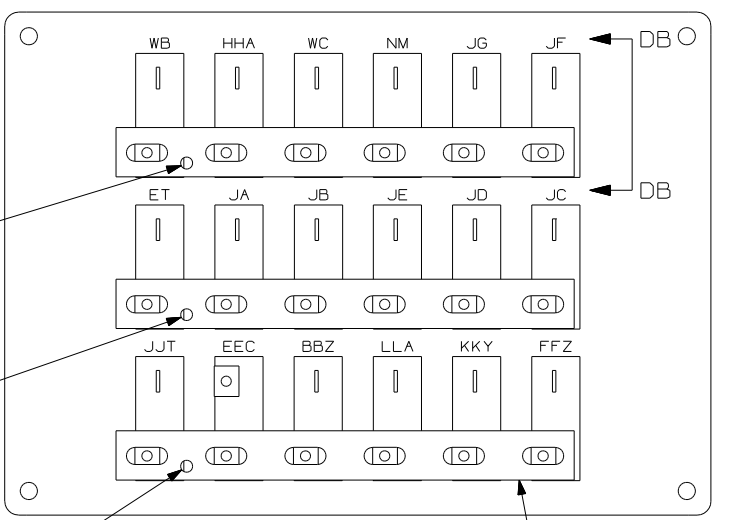 WB HHA WC NM JG JF DB
DB
ET JA JB JE JD JC
JJT EEC BBZ LLA KKY FFZ